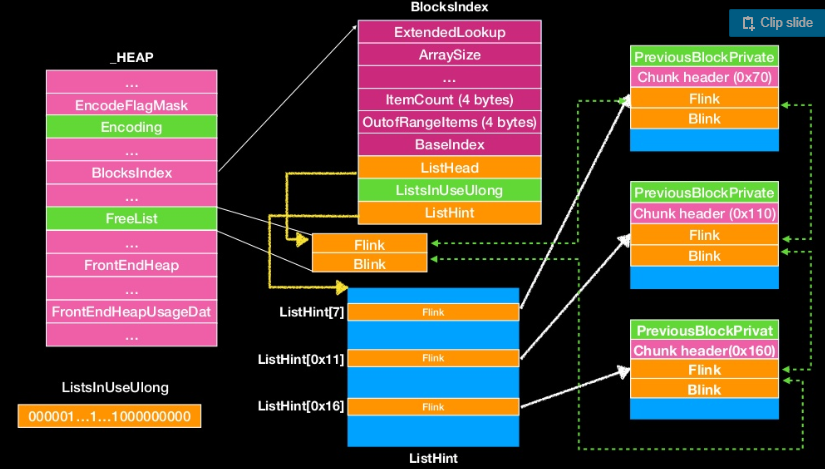 Clip slide
BlocksIndex
ExtendedLookup
ArraySize
...
ItemCount (4 bytes)
OutofRangeItems (4 bytes)
BaseIndex
ListHead
ListsInUseUlong
ListHint
_HEAP
...
EncodeFlagMask
Encoding
...
BlocksIndex
...
FreeList
...
FrontEndHeap
...
FrontEndHeapUsageDat
...
Flink
Blink
ListHint[7]
Flink
ListHint[0x11]
Flink
ListHint[0x16]
Flink
ListHint
PreviousBlockPrivate
Chunk header (0x70)
Flink
Blink
PreviousBlockPrivate
Chunk header (0x110)
Flink
Blink
PreviousBlockPrivat
Chunk header(0x160)
Flink
Blink
ListsInUseUlong
000001...1...1000000000